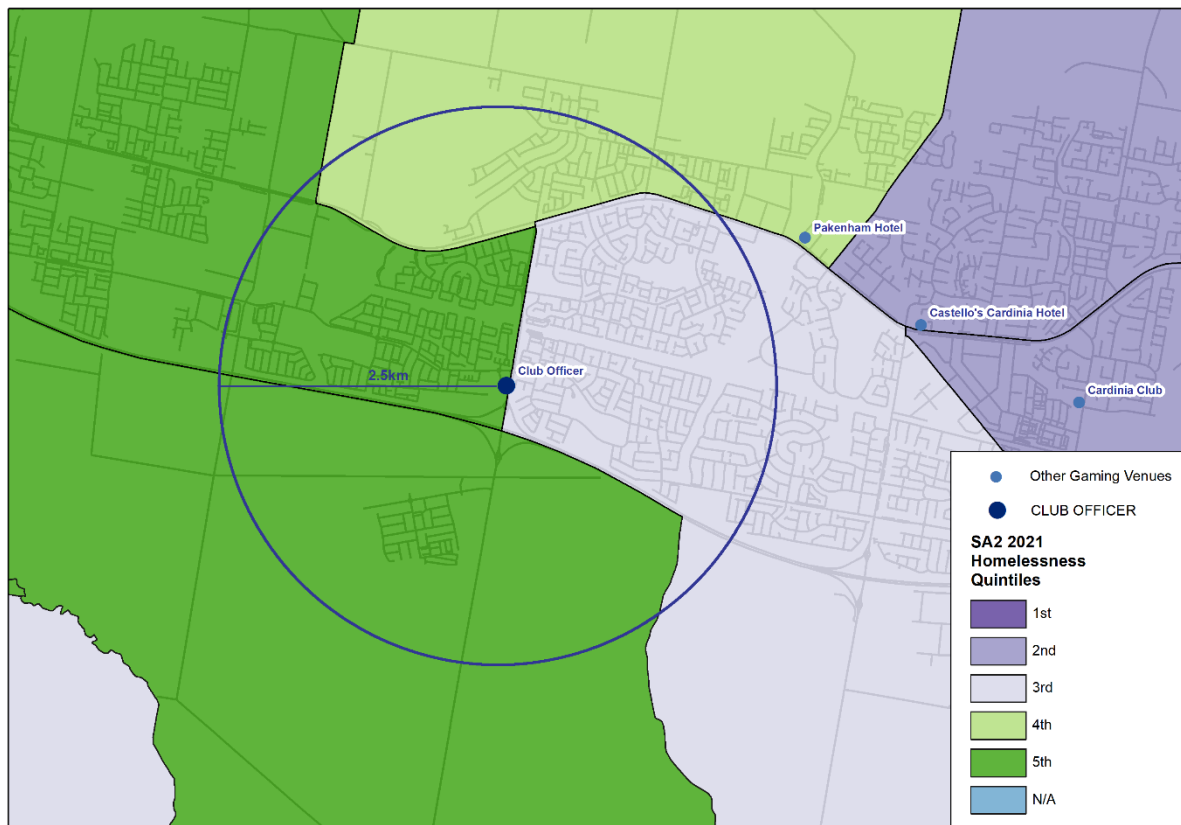 Pakenham Hotel
Castello's Cardinia Hotel
2.5km
Club Officer
Cardinia Club
Other Gaming Venues
CLUB OFFICER
SA2 2021
Homelessness
Quintiles
1st
2nd
3rd
4th
5th
N/A